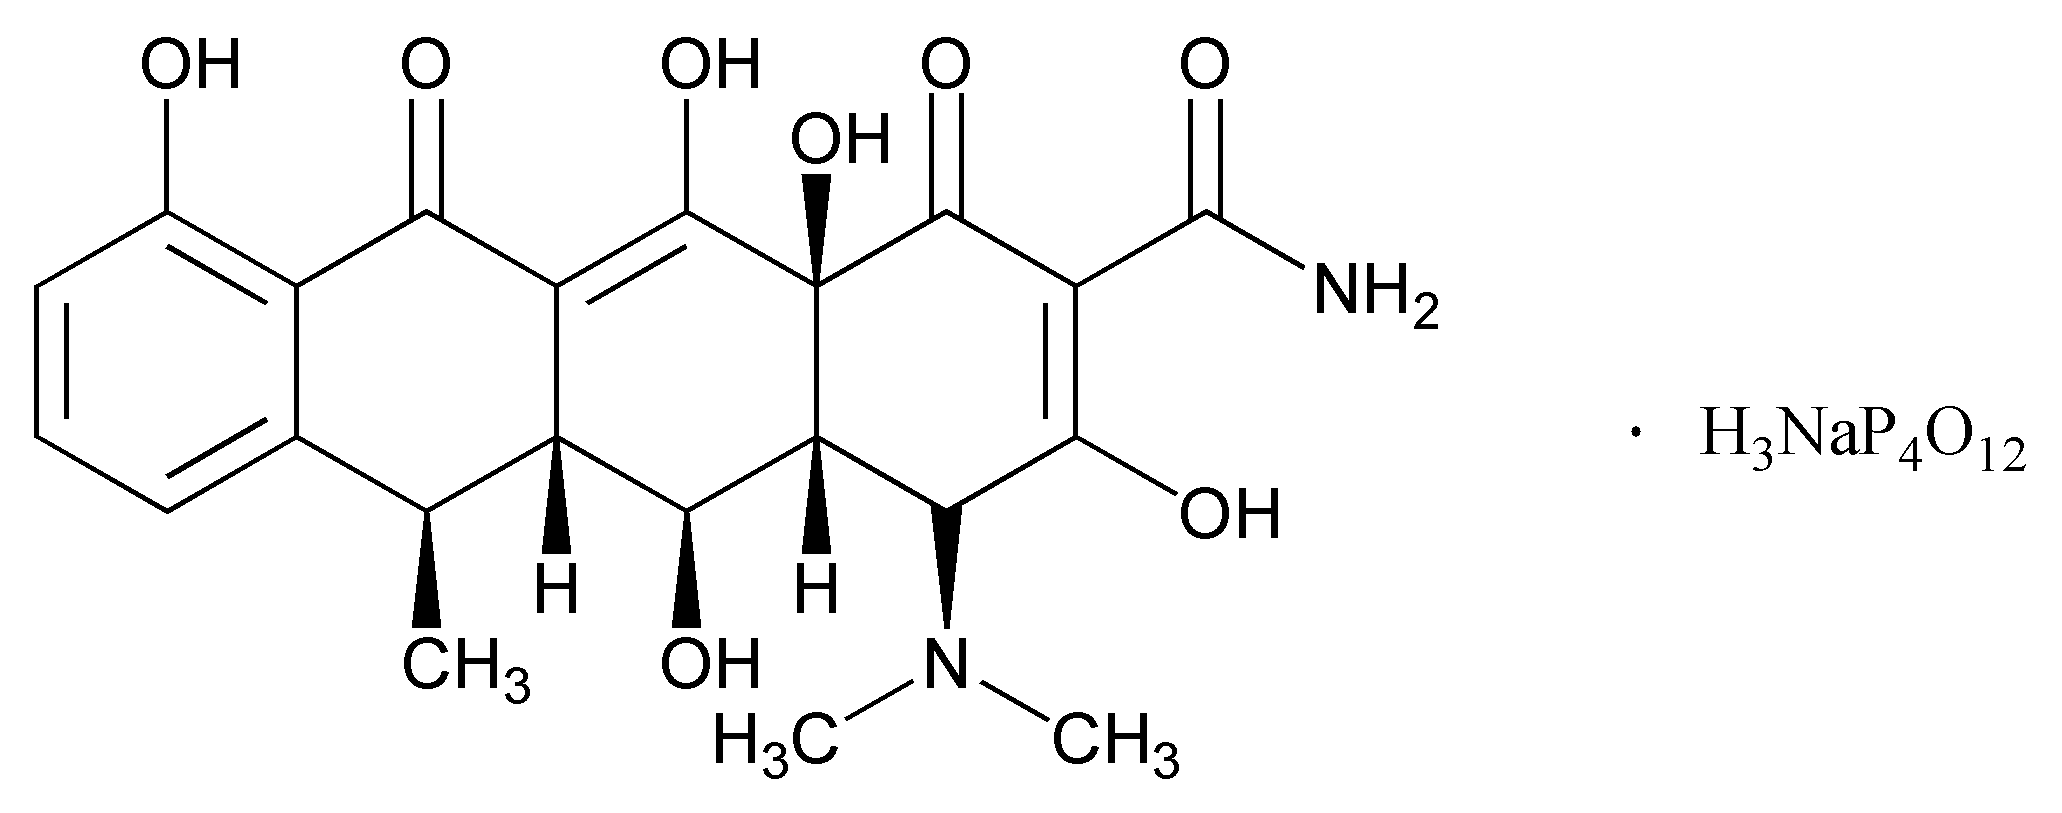 OH O OH O O
OH
NH2
· H3NaP4O12
OH
H H
CH3 OH N
H3C CH3